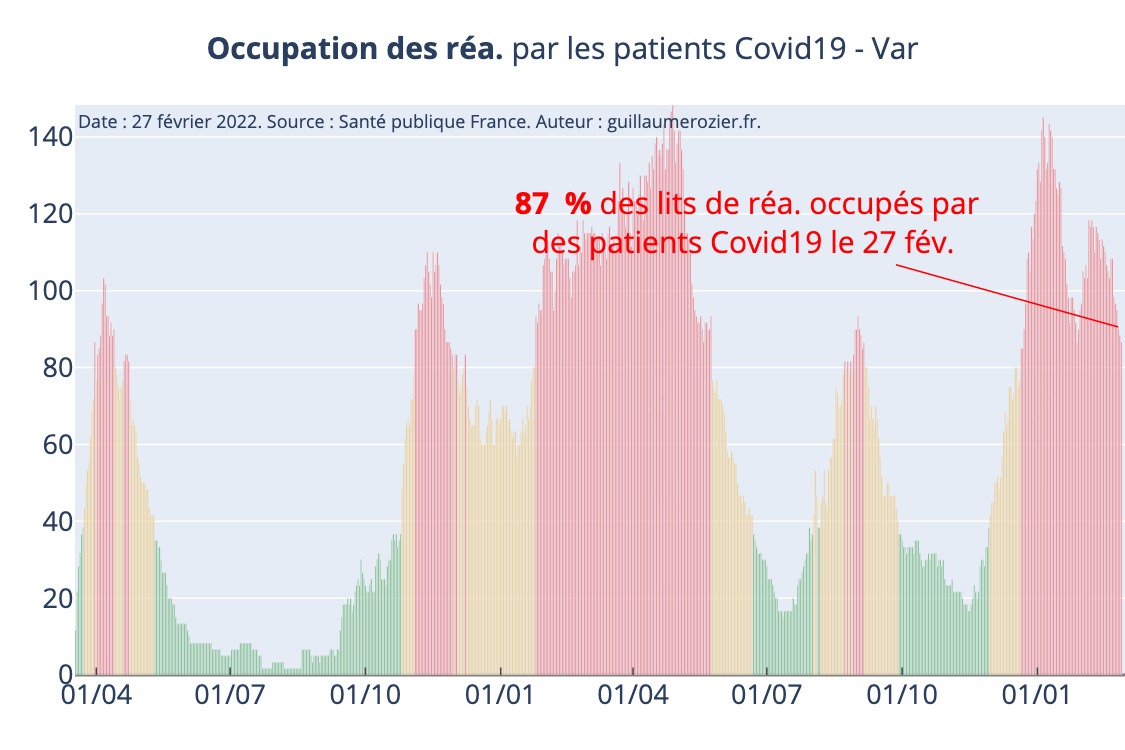 Occupation des réa. par les patients Covid19 - Var
Date : 27 février 2022. Source : Santé publique France. Auteur : guillaumerozier.fr.
87  % des lits de réa. occupés par
des patients Covid19 le 27 fév.
140
120
100
80
60
40
20
0
01/04 01/07 01/10 01/01 01/04 01/07 01/10 01/01